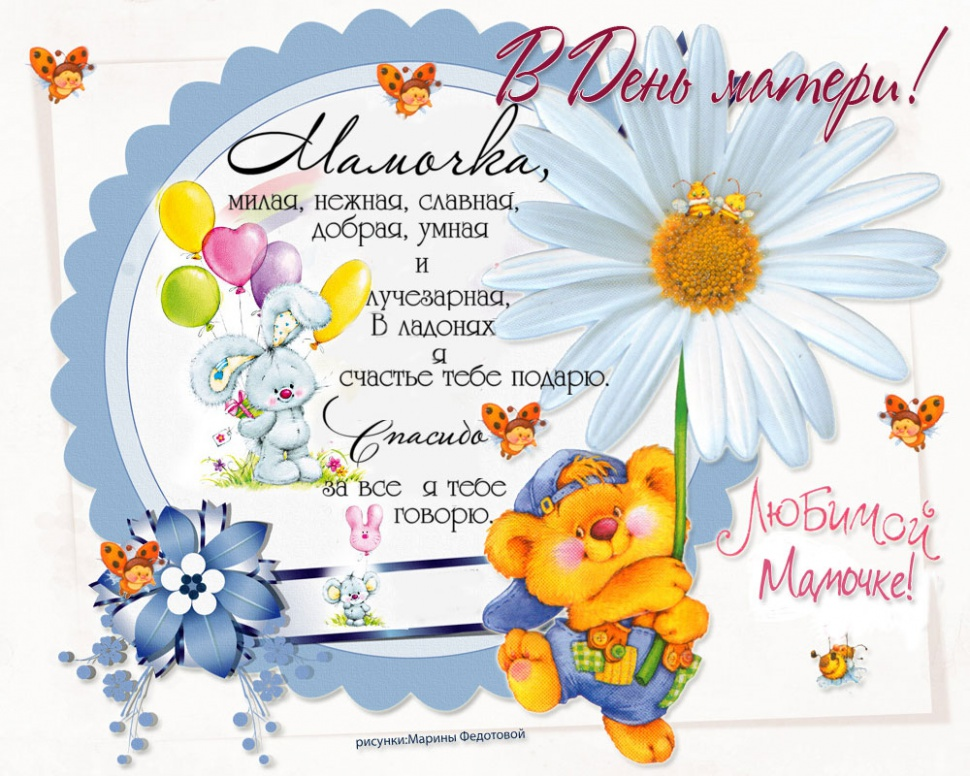 В День матери!
Мамочка,
милая, нежная, славная,
добрая, умная
и
лучезарная,
В ладонях
я
счастье тебе подарю.
Спасибо
за все я тебе
говорю.
Любимой
Мамочке!
рисунки:Марины Федотовой